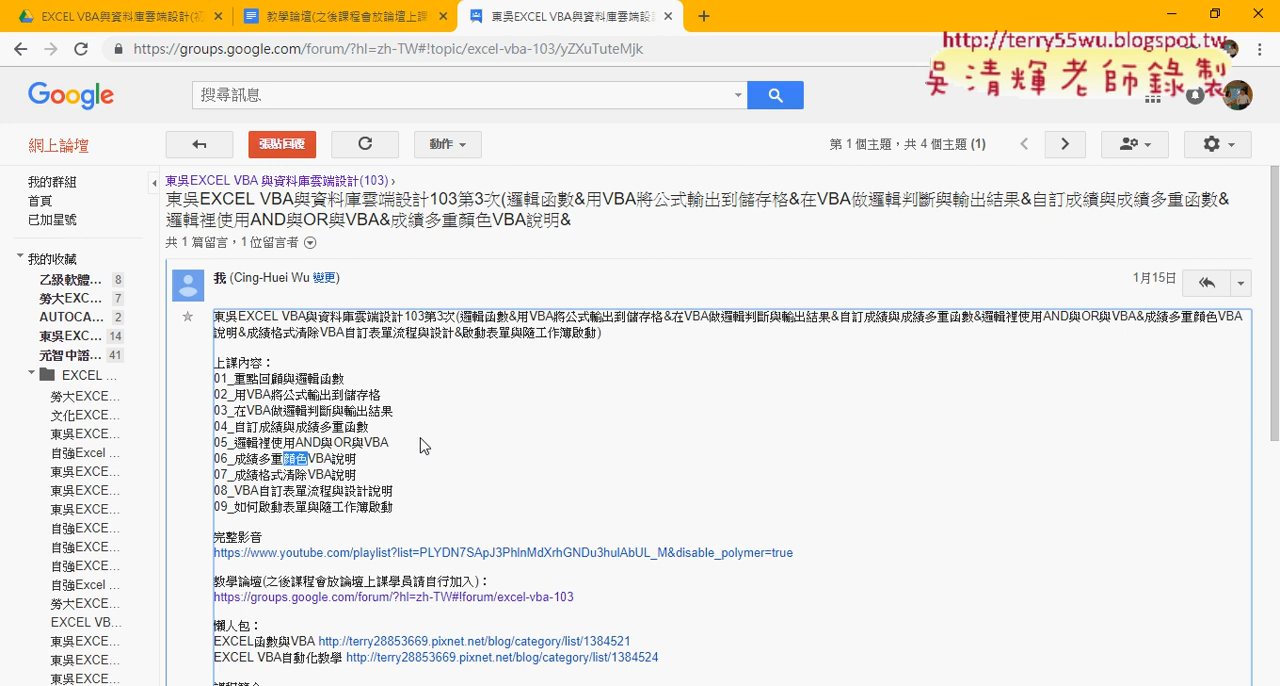 EXCEL VBA與資料庫雲端設計(初
教學論壇(之後課程會放論壇上課
東吳EXCEL VBA與資料庫雲端設
https://groups.google.com/forum/?hl=zh-TW#!topic/excel-vba-103/yZXuTuteMjk
http://terry55wu.blogspot.tw
吳清輝老師錄製
Google
搜尋訊息
網上論壇
張貼回覆
動作
第 1 個主題，共 4 個主題 (1)
我的群組
首頁
已加星號
我的收藏
乙級軟體... 8
勞大EXC... 7
AUTOCA... 2
東吳EXC... 14
元智中語... 41
EXCEL ...
勞大EXCE...
文化EXCE...
東吳EXCE...
自強Excel ...
東吳EXCE...
東吳EXCE...
東吳EXCE...
自強EXCE...
自強EXCE...
自強EXCE...
自強Excel ...
勞大EXCE...
EXCEL VB...
東吳EXCE...
東吳EXCE...
東吳EXCE...
東吳EXCEL VBA 與資料庫雲端設計(103) ›
東吳EXCEL VBA與資料庫雲端設計103第3次(邏輯函數&用VBA將公式輸出到儲存格&在VBA做邏輯判斷與輸出結果&自訂成績與成績多重函數&
邏輯裡使用AND與OR與VBA&成績多重顏色VBA說明&
共 1 篇留言，1 位留言者
我 (Cing-Huei Wu 變更)
1月15日
東吳EXCEL VBA與資料庫雲端設計103第3次(邏輯函數&用VBA將公式輸出到儲存格&在VBA做邏輯判斷與輸出結果&自訂成績與成績多重函數&邏輯裡使用AND與OR與VBA&成績多重顏色VBA
說明&成績格式清除VBA自訂表單流程與設計&啟動表單與隨工作簿啟動)
上課內容：
01_重點回顧與邏輯函數
02_用VBA將公式輸出到儲存格
03_在VBA做邏輯判斷與輸出結果
04_自訂成績與成績多重函數
05_邏輯裡使用AND與OR與VBA
06_成績多重顏色VBA說明
07_成績格式清除VBA說明
08_VBA自訂表單流程與設計說明
09_如何啟動表單與隨工作簿啟動
完整影音
https://www.youtube.com/playlist?list=PLYDN7SApJ3PhlnMdXrhGNDu3hulAbUL_M&disable_polymer=true
教學論壇(之後課程會放論壇上課學員請自行加入)：
https://groups.google.com/forum/?hl=zh-TW#!forum/excel-vba-103
懶人包：
EXCEL函數與VBA http://terry28853669.pixnet.net/blog/category/list/1384521
EXCEL VBA自動化教學 http://terry28853669.pixnet.net/blog/category/list/1384524